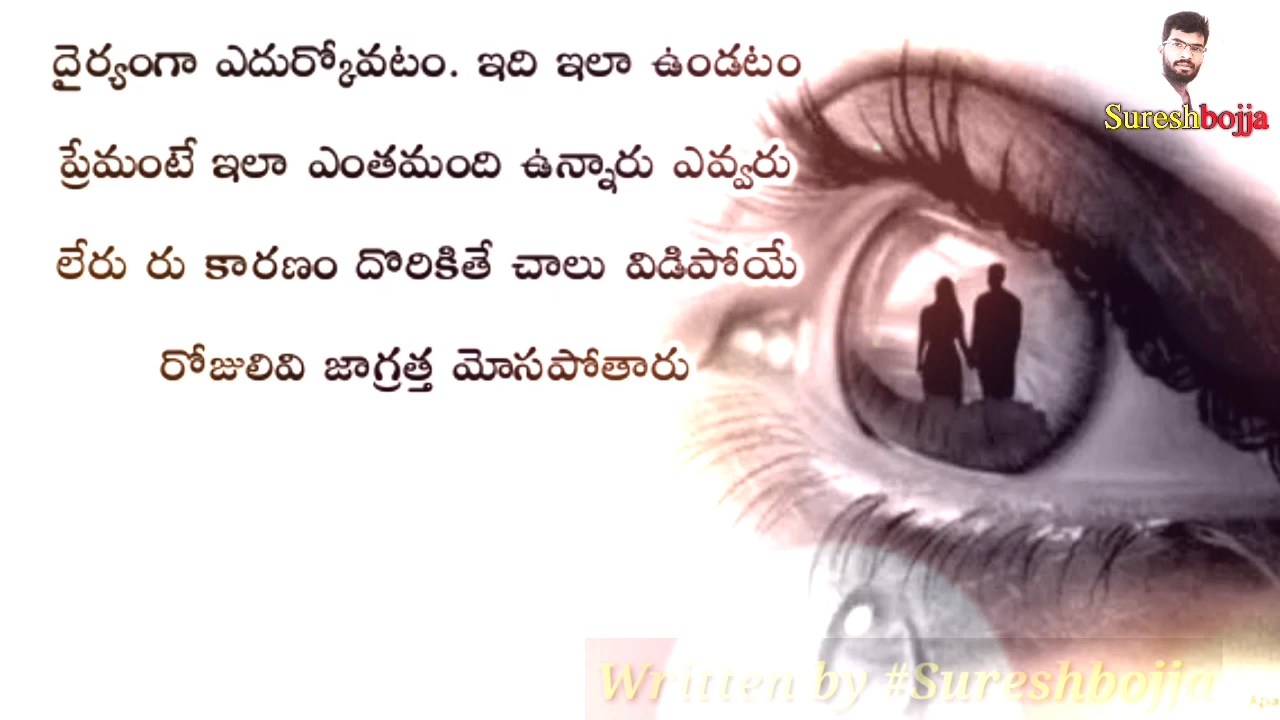 దైర్యంగా ఎదుర్కోవటం. ఇది ఇలా ఉండటం
Sureshbojja
ప్రేమంటే ఇలా ఎంతమంది ఉన్నారు ఎవ్వరు
లేరు రు కారణం దొరికితే చాలు విడిపోయే
రోజులివి జాగ్రత్త మోసపోతారు
Written by #Sureshbojja